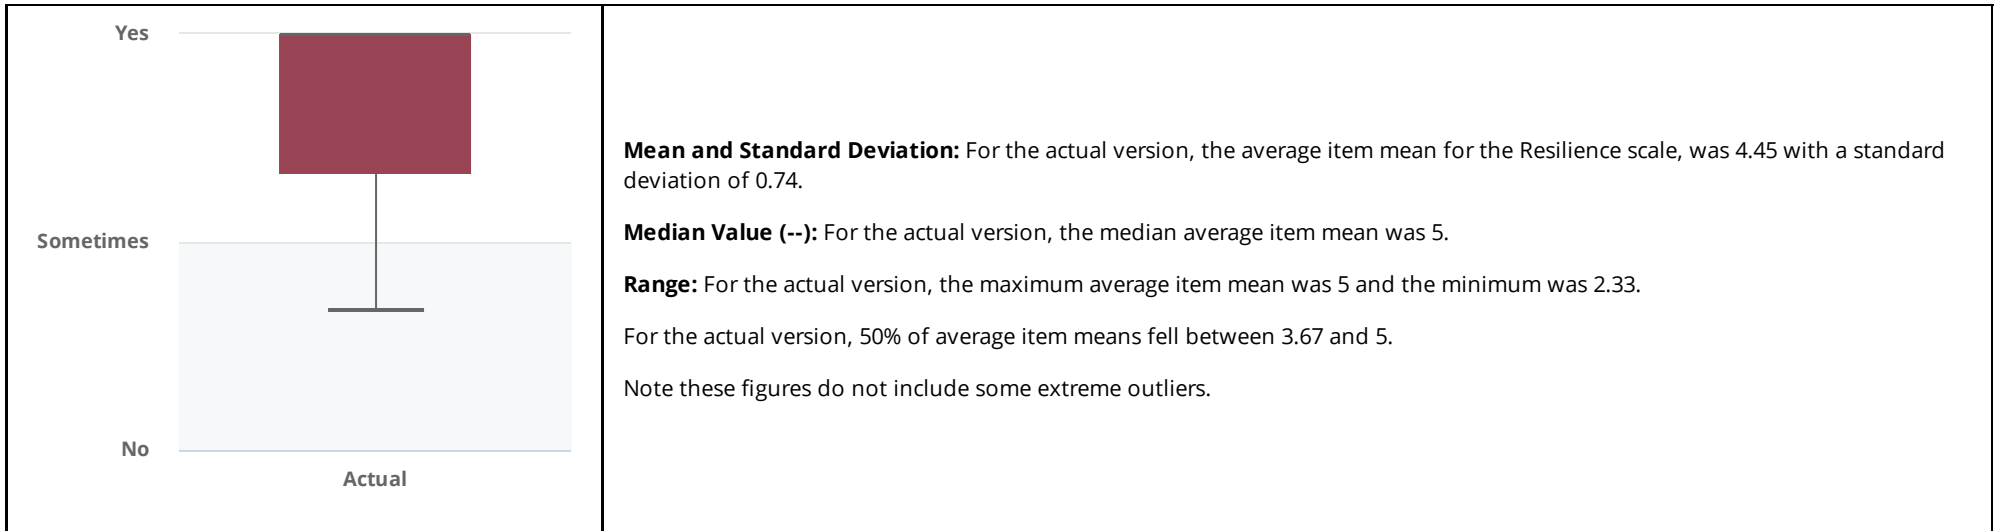 Yes
Sometimes
No
Actual
Mean and Standard Deviation: For the actual version, the average item mean for the Resilience scale, was 4.45 with a standard
deviation of 0.74.
Median Value (--): For the actual version, the median average item mean was 5.
Range: For the actual version, the maximum average item mean was 5 and the minimum was 2.33.
For the actual version, 50% of average item means fell between 3.67 and 5.
Note these figures do not include some extreme outliers.